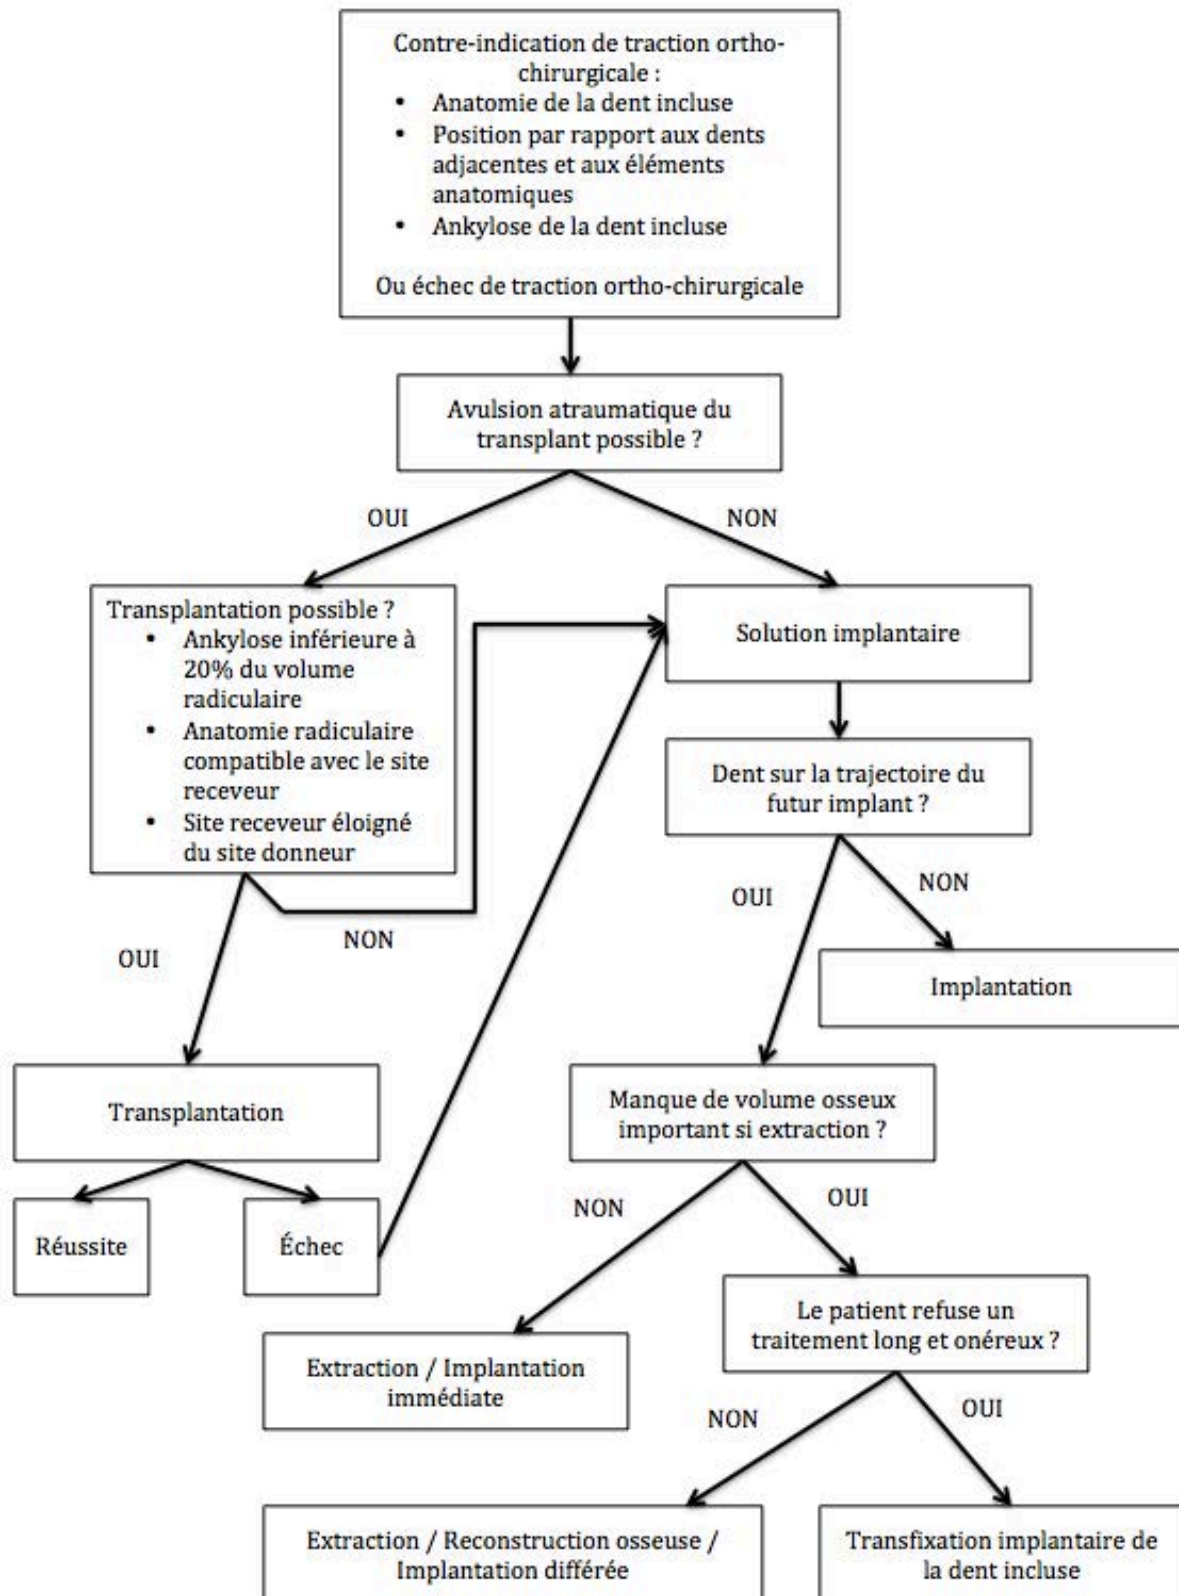 Contre-indication de traction ortho-
chirurgicale :
• Anatomie de la dent incluse
• Position par rapport aux dents
adjacentes et aux éléments
anatomiques
• Ankylose de la dent incluse
Ou échec de traction ortho-chirurgicale
Avulsion atraumatique du
transplant possible ?
OUI
NON
Transplantation possible ?
• Ankylose inférieure à
20% du volume
radiculaire
• Anatomie radiculaire
compatible avec le site
receveur
• Site receveur éloigné
du site donneur
Solution implantaire
Dent sur la trajectoire du
futur implant ?
OUI
NON
NON
OUI
Implantation
Transplantation
Manque de volume osseux
important si extraction ?
Réussite
Échec
NON
OUI
Le patient refuse un
traitement long et onéreux ?
Extraction / Implantation
immédiate
NON
OUI
Extraction / Reconstruction osseuse /
Implantation différée
Transfixation implantaire de
la dent incluse